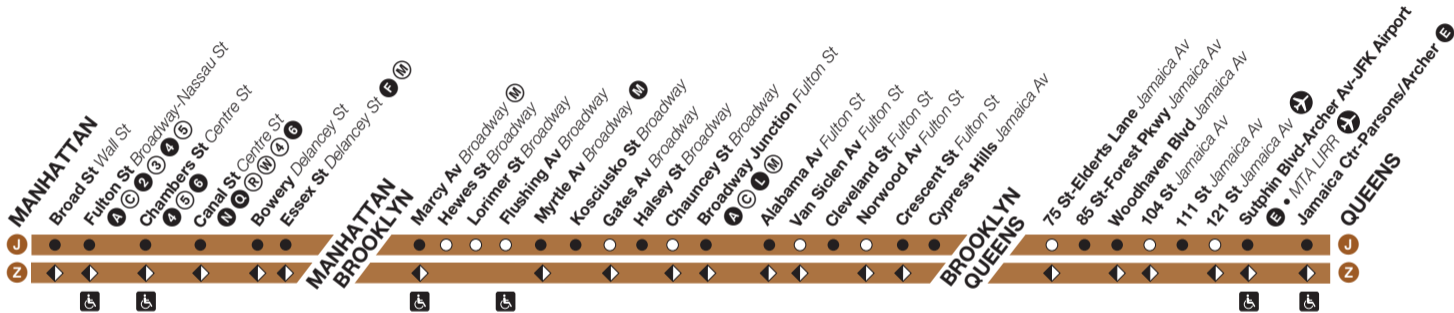 MANHATTAN
Broad St Wall St
Fulton St Broadway-Nassau St
A C 2 3 4 5
Chambers St Centre St
4 5 6
Canal St Centre St
N Q R W 4 6
Bowery Delancey St
Essex St Delancey St F M
MANHATTAN
BROOKLYN
Marcy Av Broadway M
Hewes St Broadway
Lorimer St Broadway
Flushing Av Broadway
Myrtle Av Broadway M
Kosciusko St Broadway
Gates Av Broadway
Halsey St Broadway
Chauncey St Broadway
Broadway Junction Fulton St
A C L M
Alabama Av Fulton St
Van Siclen Av Fulton St
Cleveland St Fulton St
Norwood Av Fulton St
Crescent St Fulton St
Cypress Hills Jamaica Av
BROOKLYN
QUEENS
75 St-Elderts Lane Jamaica Av
85 St-Forest Pkwy Jamaica Av
Woodhaven Blvd Jamaica Av
104 St Jamaica Av
111 St Jamaica Av
121 St Jamaica Av
Sutphin Blvd-Archer Av-JFK Airport
E • MTA LIRR
Jamaica Ctr-Parsons/Archer E
QUEENS
J J
Z Z